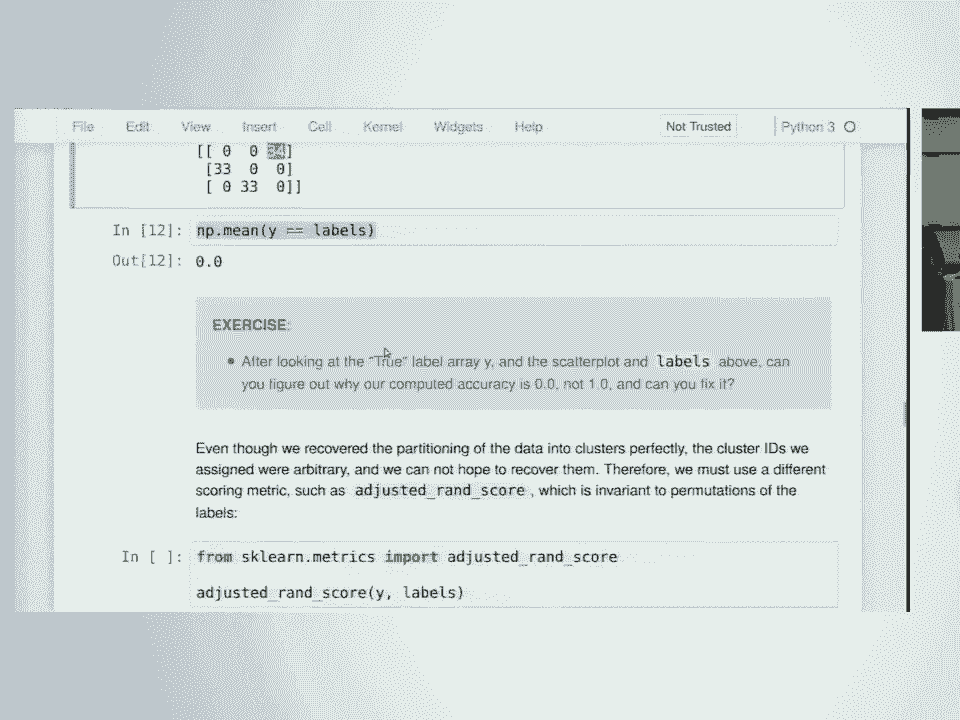 File Edit View Insert Cell Kernel Widgets Help Not Trusted Python 3
[[ 0 0 ]
[33 0 0]
[ 0 33 0]]
In [12]: np.mean(y == labels)
Out[12]: 0.0
EXERCISE:
After looking at the "True" label array y, and the scatterplot and labels above, can
you figure out why our computed accuracy is 0.0, not 1.0, and can you fix it?
Even though we recovered the partitioning of the data into clusters perfectly, the cluster IDs we
assigned were arbitrary, and we can not hope to recover them. Therefore, we must use a different
scoring metric, such as adjusted_rand_score , which is invariant to permutations of the
labels:
In [ ]: from sklearn.metrics import adjusted_rand_score
adjusted_rand_score(y, labels)